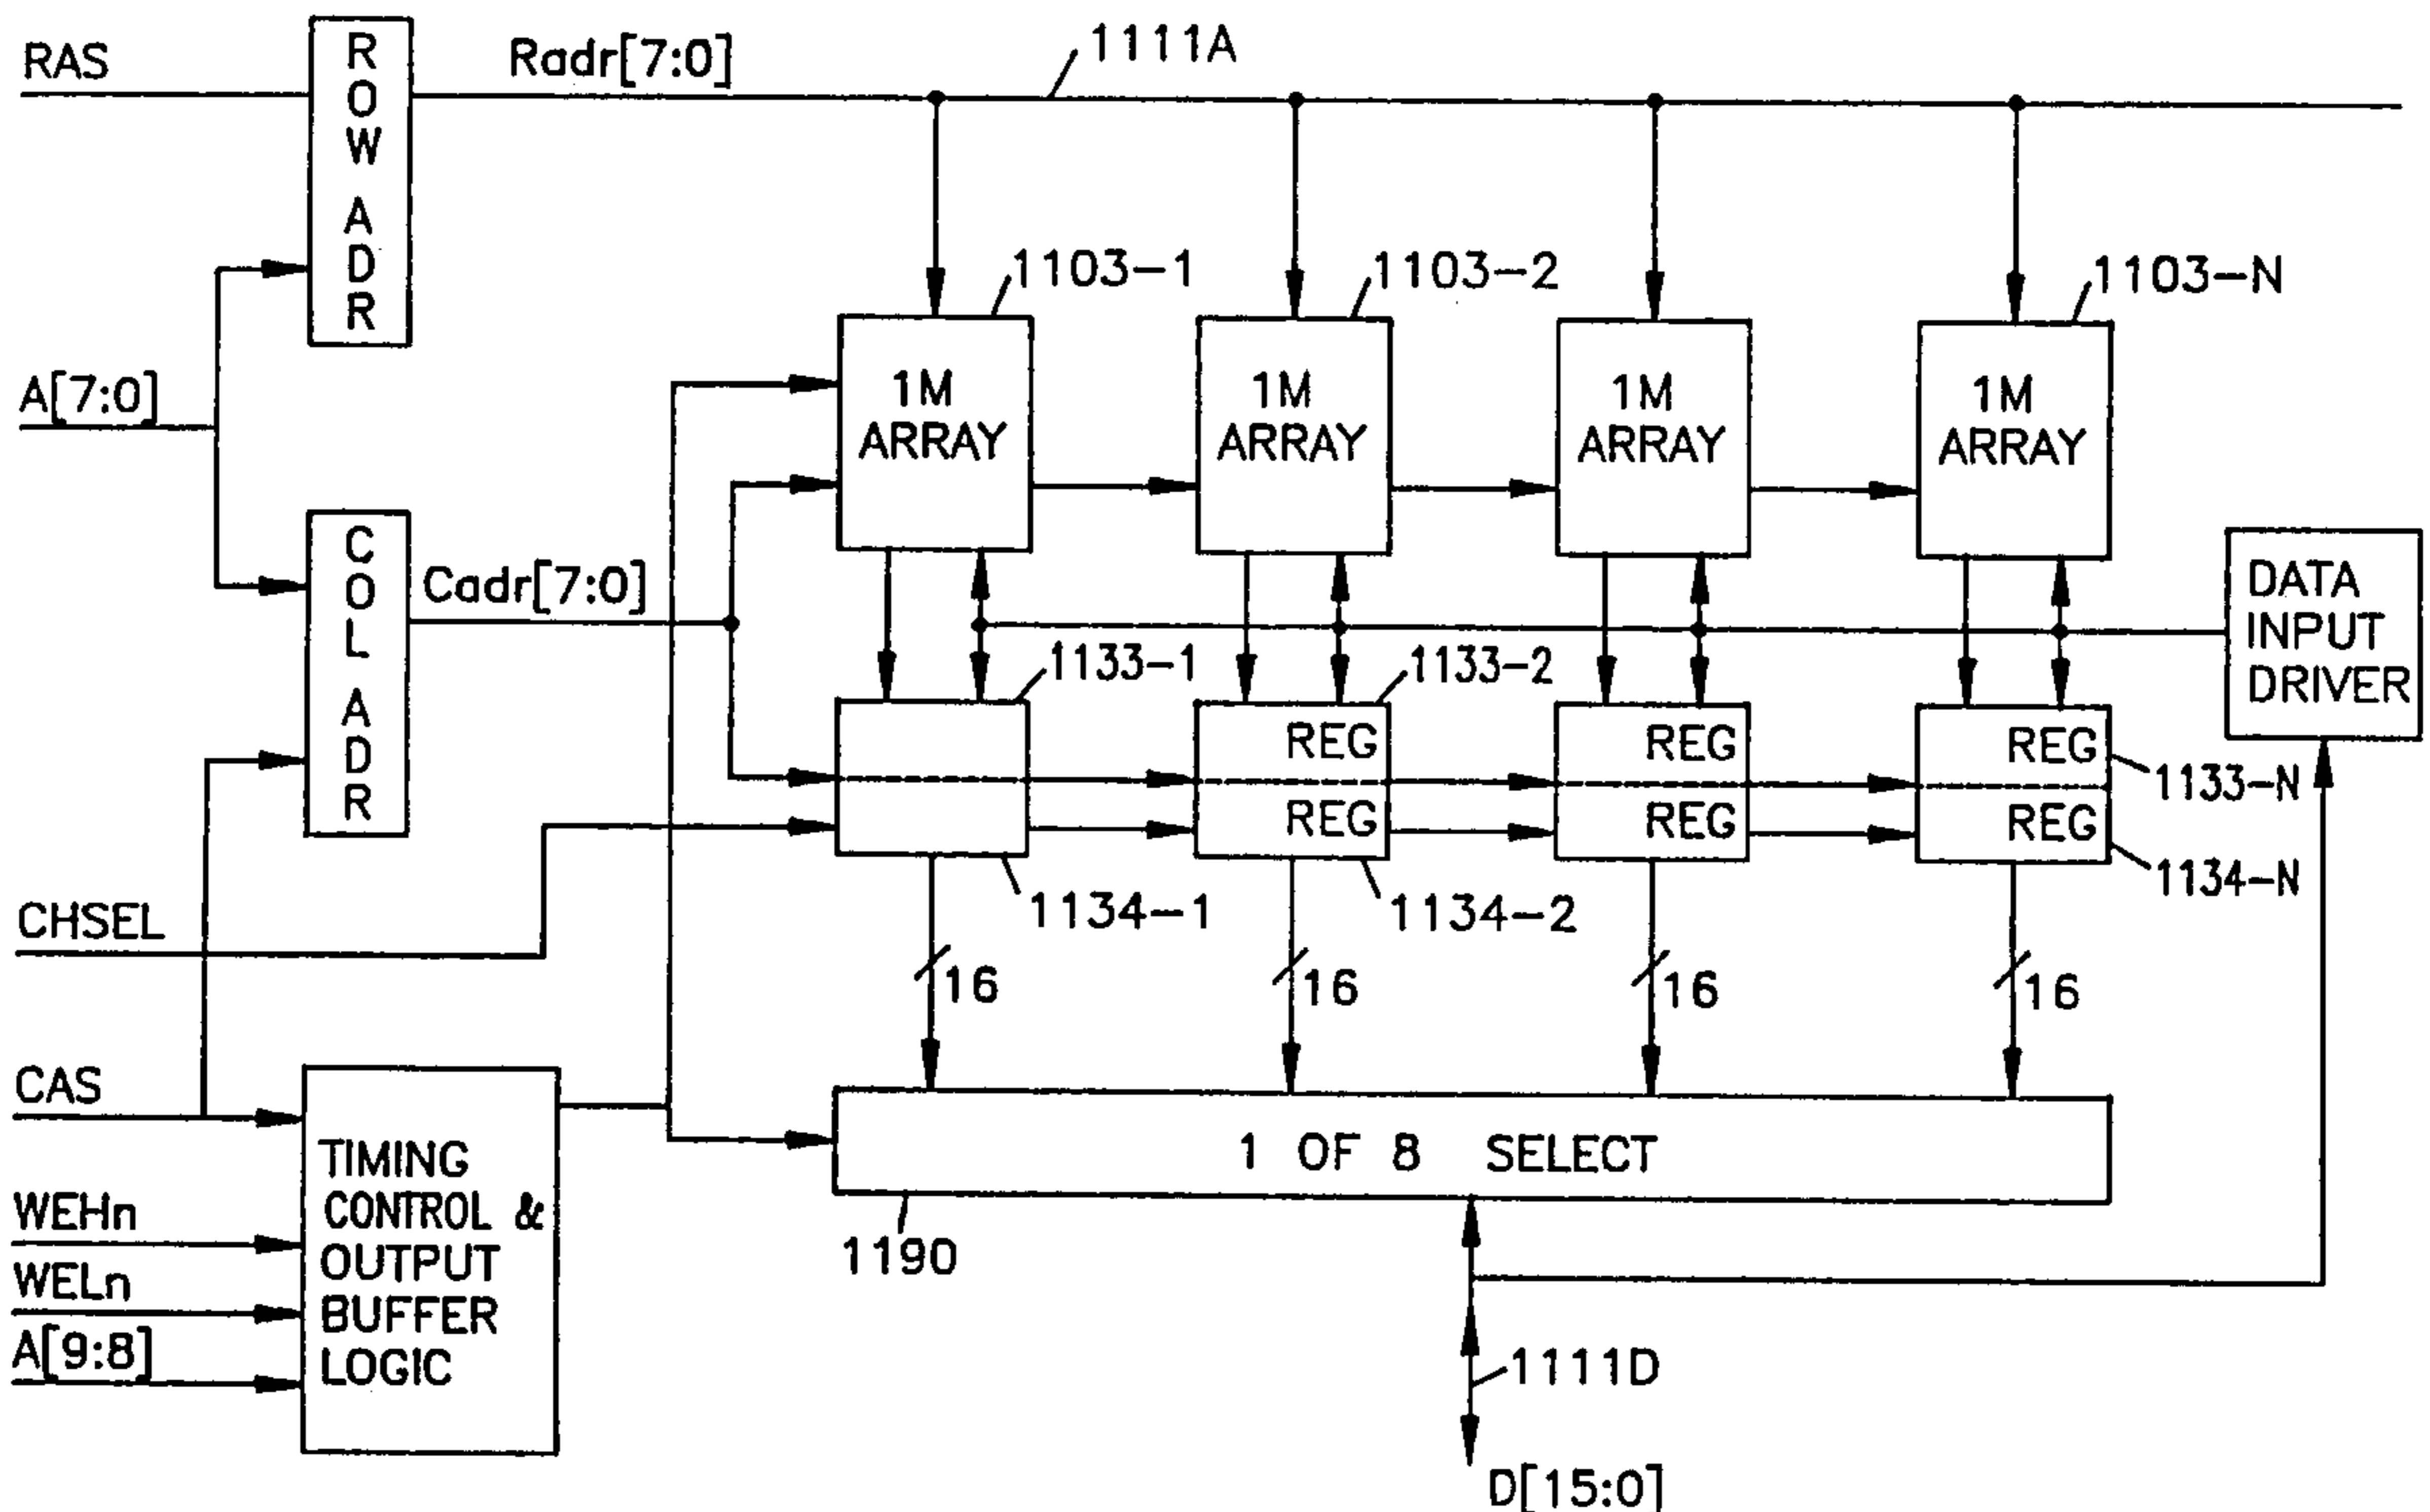 RAS
ROW ADR
Radr[7:0]
1111A
1103-1
1103-2
1103-N
A[7:0]
1M
ARRAY
1M
ARRAY
1M
ARRAY
1M
ARRAY
COL ADR
Cadr[7:0]
DATA
INPUT
DRIVER
1133-1
1133-2
REG
REG
REG
1133-N
REG
REG
REG
1134-N
1134-1
1134-2
CHSEL
16
16
16
16
CAS
WEHn
WELn
A[9:8]
TIMING
CONTROL &
OUTPUT
BUFFER
LOGIC
1 OF 8 SELECT
1190
1111D
D[15:0]